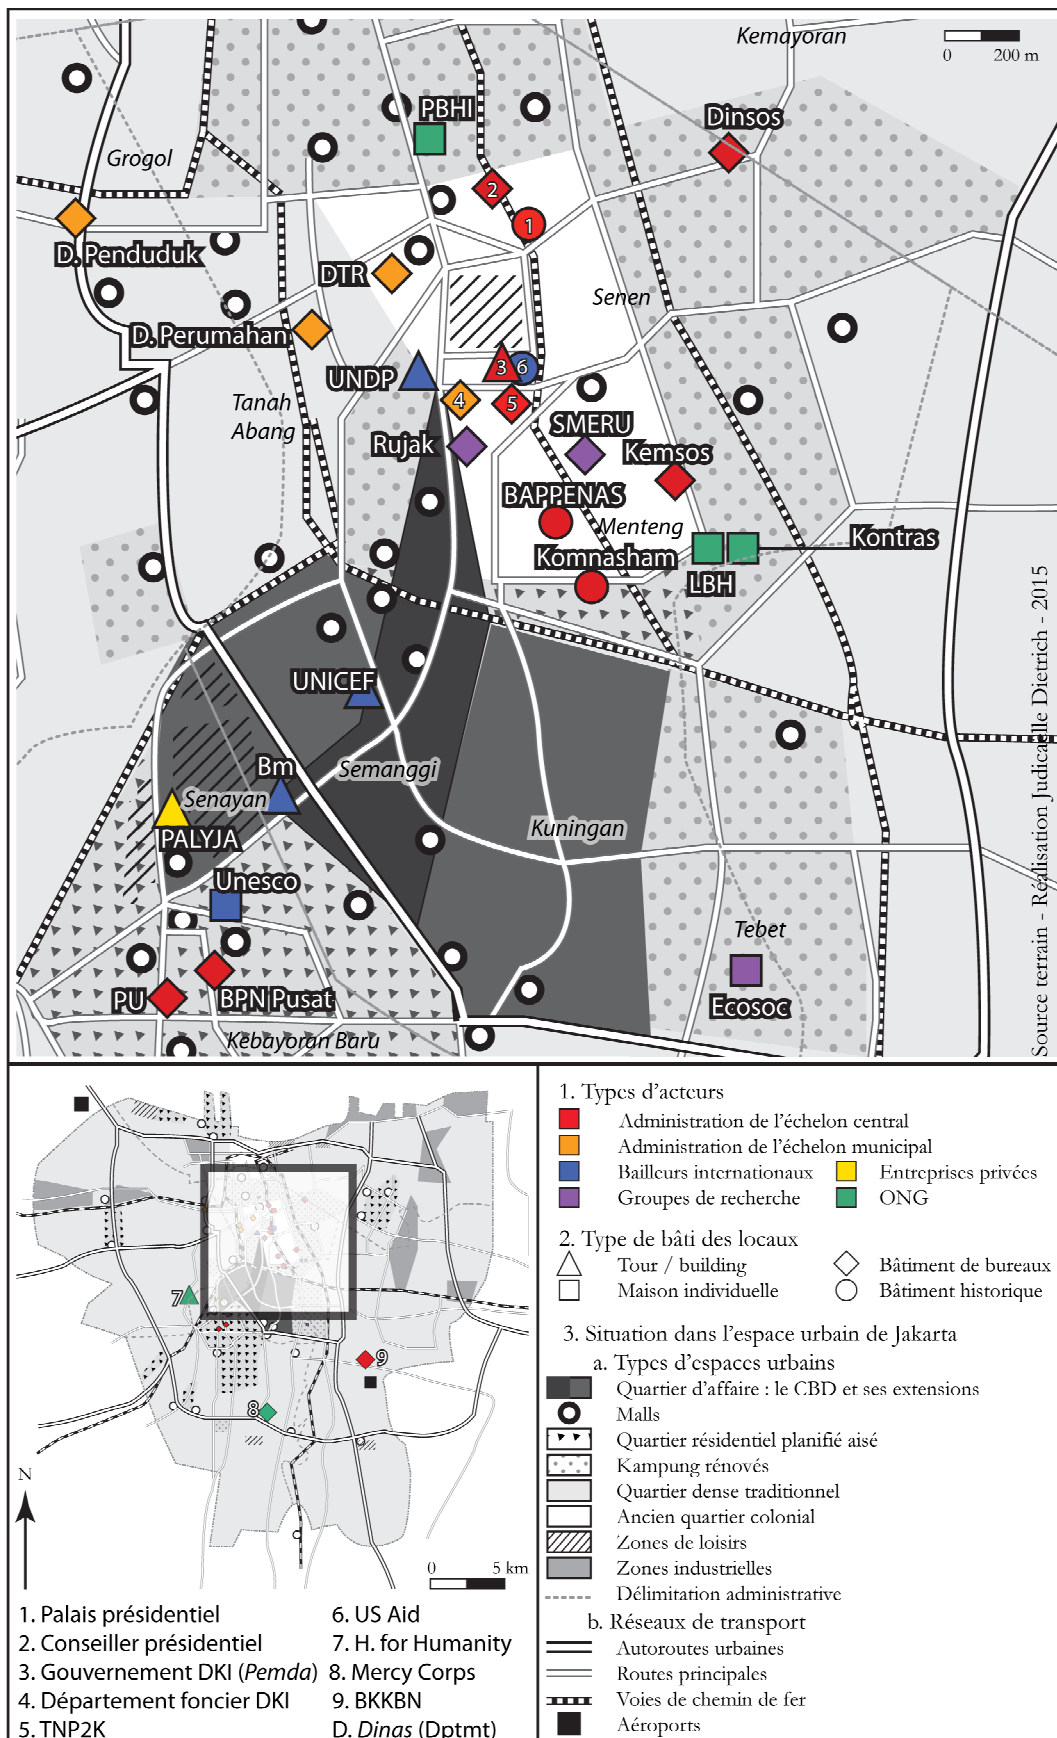 Kemayoran
0 200 m
PBHI
Dinsos
Grogol
2
1
D. Penduduk
DTR
Senen
D. Perumahan
UNDP
3
6
4
5
Tanah
Abang
Rujak
SMERU
Kemsos
BAPPENAS
Menteng
Kontras
Komnasham
LBH
UNICEF
Bm
Semanggi
Senayan
PALYJA
Kuningan
Unesco
Tebet
PU
BPN Pusat
Ecosoc
Kebayoran Baru
Source terrain - Réalisation Judicaelle Dietrich - 2015
7
9
8
N
0 5 km
1. Palais présidentiel
2. Conseiller présidentiel
3. Gouvernement DKI (Pemda)
4. Département foncier DKI
5. TNP2K
6. US Aid
7. H. for Humanity
8. Mercy Corps
9. BKKBN
D. Dinas (Dptmt)
1. Types d'acteurs
Administration de l'échelon central
Administration de l'échelon municipal
Bailleurs internationaux
Entreprises privées
Groupes de recherche
ONG
2. Type de bâti des locaux
Tour / building
Bâtiment de bureaux
Maison individuelle
Bâtiment historique
3. Situation dans l'espace urbain de Jakarta
a. Types d'espaces urbains
Quartier d'affaire : le CBD et ses extensions
Malls
Quartier résidentiel planifié aisé
Kampung rénovés
Quartier dense traditionnel
Ancien quartier colonial
Zones de loisirs
Zones industrielles
Délimitation administrative
b. Réseaux de transport
Autoroutes urbaines
Routes principales
Voies de chemin de fer
Aéroports